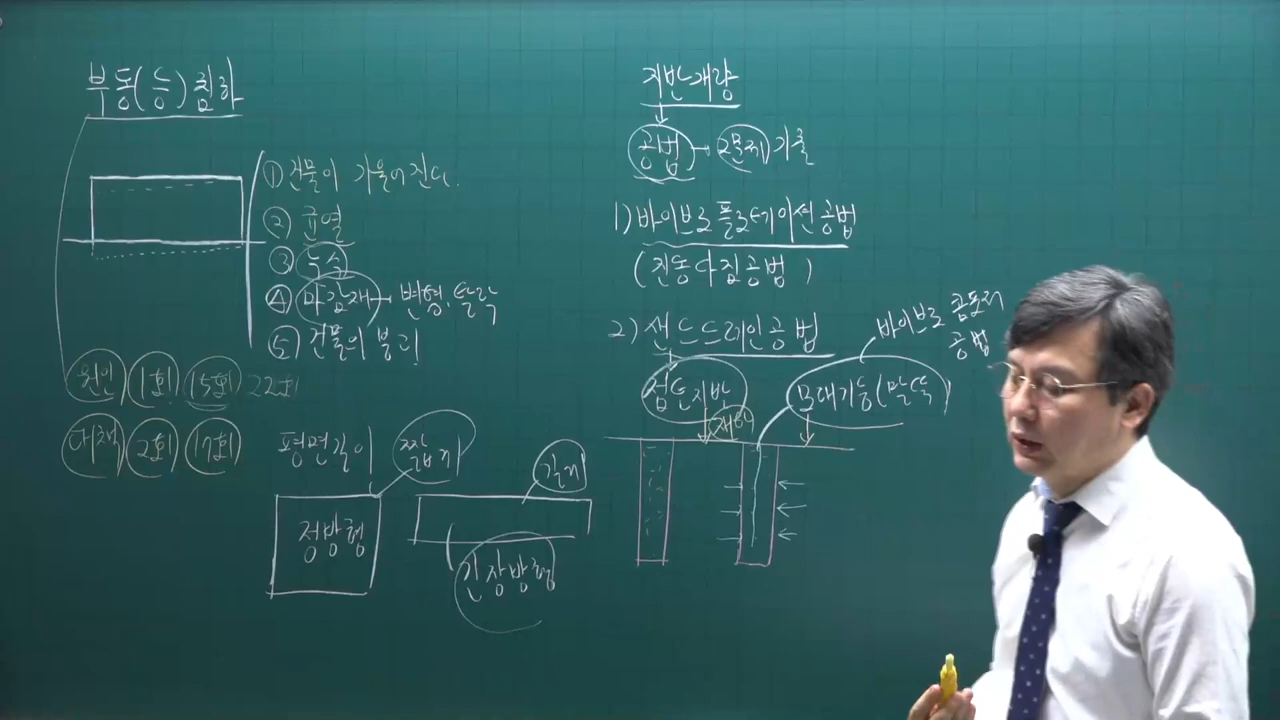 부동(등)침하
① 건물이 기울어진다.
② 균열
③ 누수
④ 마감재→변형, 탈락
⑤ 건물의 분리
원인 1회 15회 22회
대책 2회 17회
평면길이 짧게
길게
정방형
긴 장방형
지반개량
↓
공법 → 2문제 기출
1) 바이브로 플로테이션 공법
(진동다짐공법)
2) 샌드드레인 공법
바이브로 콤포저
공법
점토지반
모래기둥(말뚝)
재하